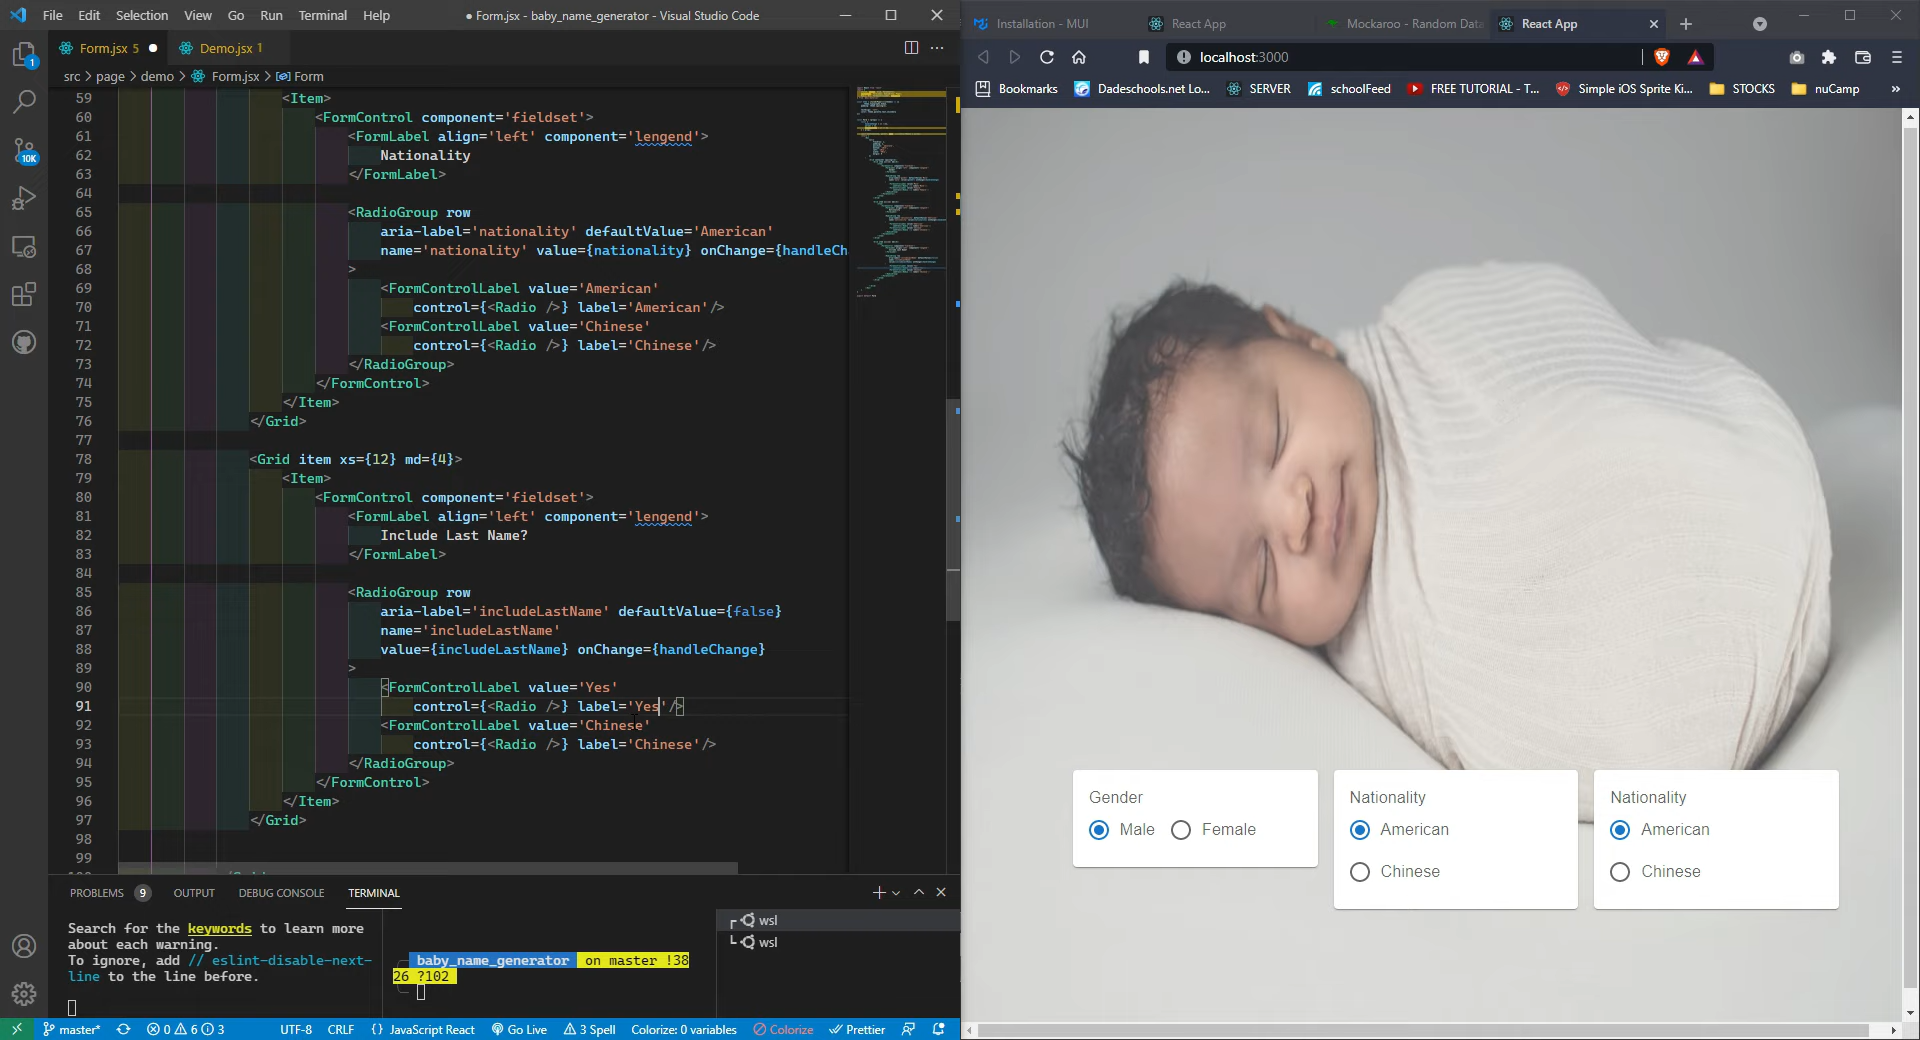 File Edit Selection View Go Run Terminal Help
● Form.jsx - baby_name_generator - Visual Studio Code
Form.jsx 5 ●
Demo.jsx 1
src > page > demo > Form.jsx > Form
59 <Item>
60 <FormControl component='fieldset'>
61 <FormLabel align='left' component='lengend'>
62 Nationality
63 </FormLabel>
64
65 <RadioGroup row
66 aria-label='nationality' defaultValue='American'
67 name='nationality' value={nationality} onChange={handleCh
68 >
69 <FormControlLabel value='American'
70 control={<Radio />} label='American'/>
71 <FormControlLabel value='Chinese'
72 control={<Radio />} label='Chinese'/>
73 </RadioGroup>
74 </FormControl>
75 </Item>
76 </Grid>
77
78 <Grid item xs={12} md={4}>
79 <Item>
80 <FormControl component='fieldset'>
81 <FormLabel align='left' component='lengend'>
82 Include Last Name?
83 </FormLabel>
84
85 <RadioGroup row
86 aria-label='includeLastName' defaultValue={false}
87 name='includeLastName'
88 value={includeLastName} onChange={handleChange}
89 >
90 <FormControlLabel value='Yes'
91 control={<Radio />} label='Yes'/>
92 <FormControlLabel value='Chinese'
93 control={<Radio />} label='Chinese'/>
94 </RadioGroup>
95 </FormControl>
96 </Item>
97 </Grid>
98
99
1
10K
PROBLEMS 9 OUTPUT DEBUG CONSOLE TERMINAL
Search for the keywords to learn more
about each warning.
To ignore, add // eslint-disable-next-
line to the line before.
baby_name_generator on master !38
26 ?102
wsl
wsl
master* 0 6 3 UTF-8 CRLF {} JavaScript React Go Live 3 Spell Colorize: 0 variables Colorize Prettier
Installation - MUI
React App
Mockaroo - Random Data
React App
localhost:3000
Bookmarks
Dadeschools.net Lo...
SERVER
schoolFeed
FREE TUTORIAL - T...
Simple iOS Sprite Ki...
STOCKS
nuCamp
»
Gender
Male Female
Nationality
American
Chinese
Nationality
American
Chinese